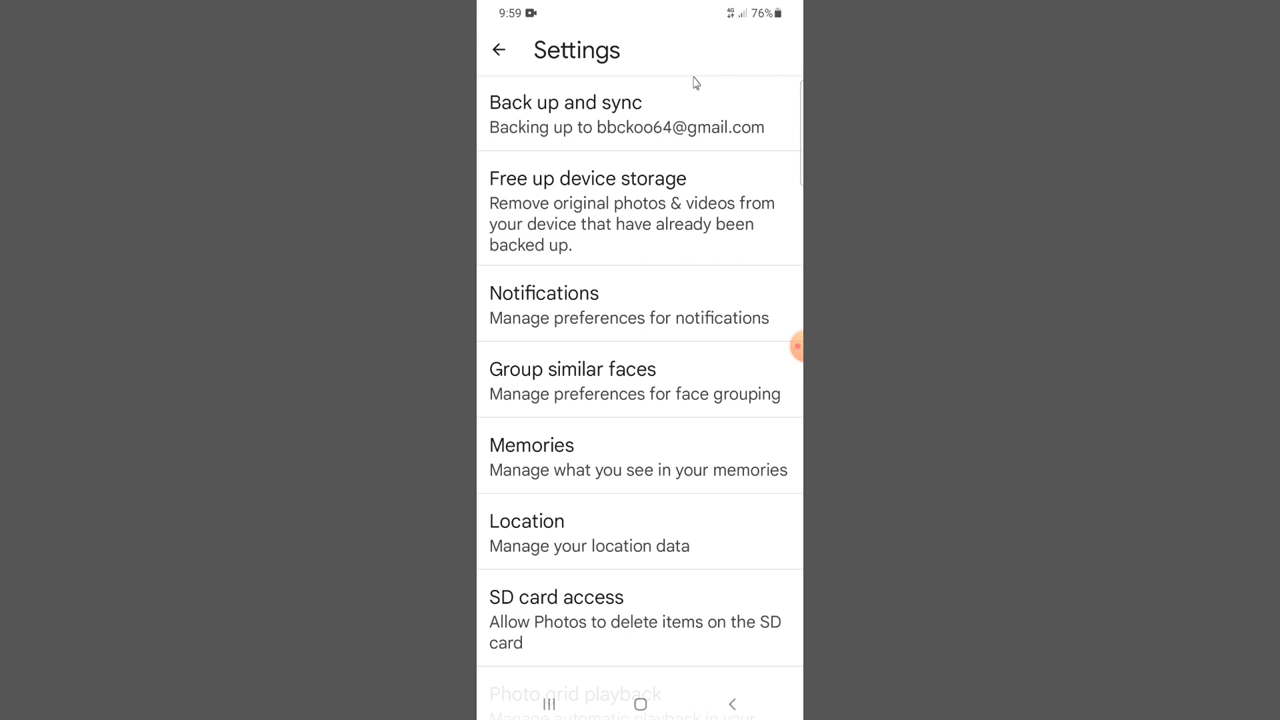 9:59
4G 76%
Settings
Back up and sync
Backing up to bbckoo64@gmail.com
Free up device storage
Remove original photos & videos from
your device that have already been
backed up.
Notifications
Manage preferences for notifications
Group similar faces
Manage preferences for face grouping
Memories
Manage what you see in your memories
Location
Manage your location data
SD card access
Allow Photos to delete items on the SD
card
Photo grid playback
Manage automatic playback in your